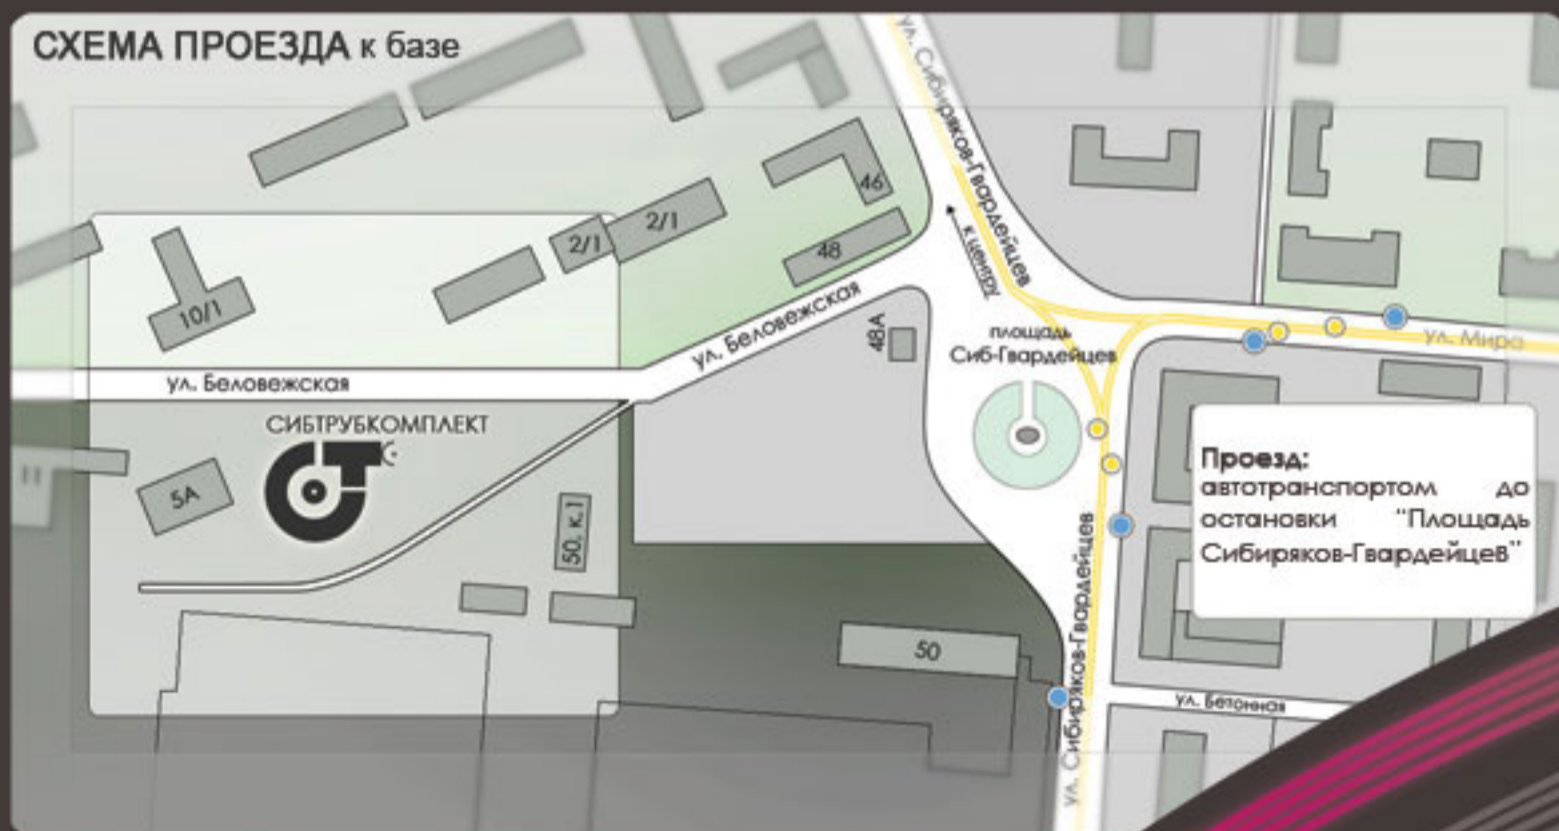 СХЕМА ПРОЕЗДА к базе
ул. Сибиряков-Гвардейцев
46
2/1
2/1
48
к центру
10/1
ул. Беловежская
48А
площадь
Сиб-Гвардейцев
ул. Мира
ул. Беловежская
СИБТРУБКОМПЛЕКТ
5А
50. к.1
Проезд:
автотранспортом до
остановки "Площадь
Сибиряков-Гвардейцев"
ул. Сибиряков-Гвардейцев
50
ул. Бетонная